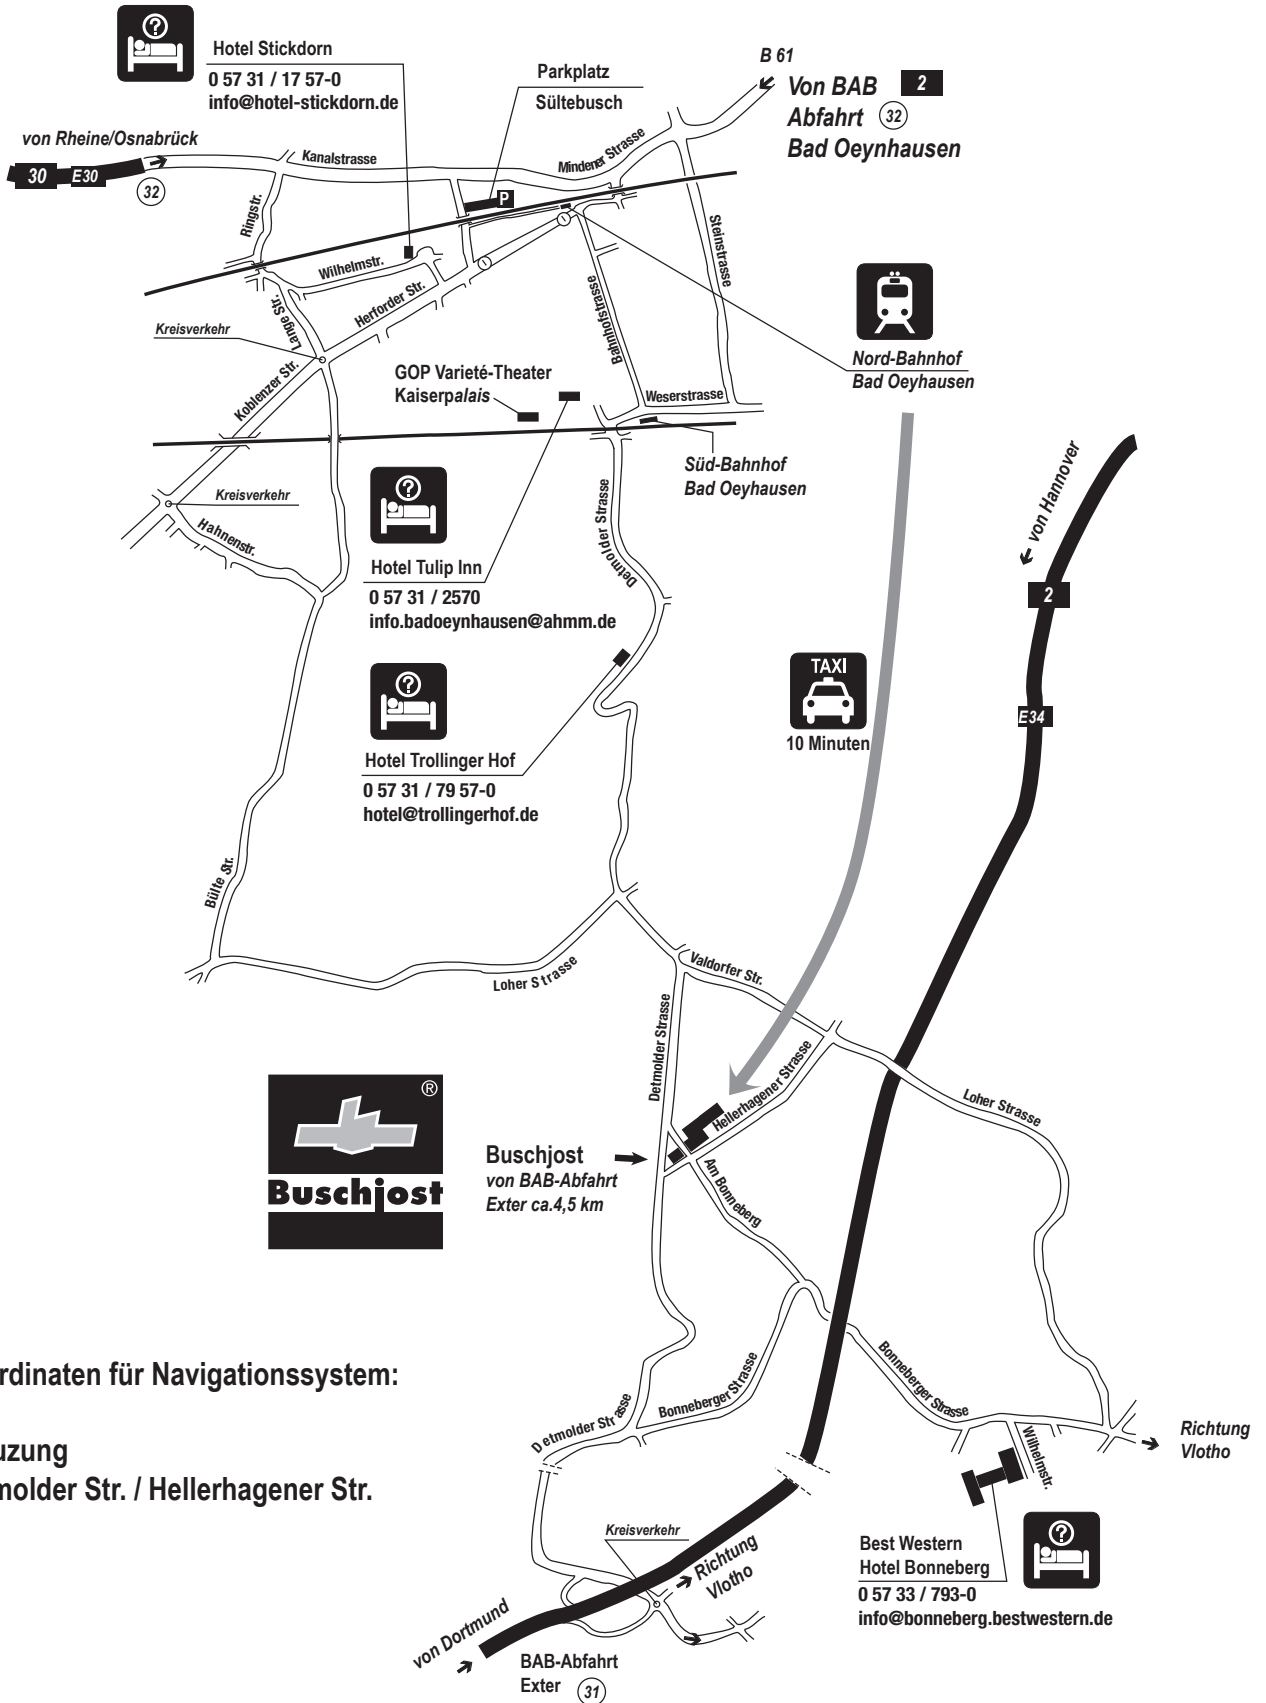 Hotel Stickdorn
0 57 31 / 17 57-0
info@hotel-stickdorn.de
Parkplatz
Sültebusch
B 61
Von BAB 2
Abfahrt 32
Bad Oeynhausen
von Rheine/Osnabrück
30 E30
32
Kanalstrasse
Mindener Strasse
P
Ringstr.
Steinstrasse
Wilhelmstr.
Herforder Str.
Lange Str.
Bahnhofstrasse
Kreisverkehr
Koblenzer Str.
Nord-Bahnhof
Bad Oeyhausen
GOP Varieté-Theater
Kaiserpalais
Weserstrasse
Süd-Bahnhof
Bad Oeyhausen
von Hannover
Kreisverkehr
Hahnenstr.
Detmolder Strasse
Hotel Tulip Inn
0 57 31 / 2570
info.badoeynhausen@ahmm.de
2
TAXI
10 Minuten
E34
Hotel Trollinger Hof
0 57 31 / 79 57-0
hotel@trollingerhof.de
Bülte Str.
Loher Strasse
Valdorfer Str.
Detmolder Strasse
Hellerhagener Strasse
Loher Strasse
®
Buschjost
Buschjost
von BAB-Abfahrt
Exter ca.4,5 km
Am Bonneberg
rdinaten für Navigationssystem:
Bonneberger Strasse
Bonneberger Strasse
Detmolder Strasse
Wilhelmstr.
Richtung
Vlotho
uzung
molder Str. / Hellerhagener Str.
Kreisverkehr
Richtung
Vlotho
Best Western
Hotel Bonneberg
0 57 33 / 793-0
info@bonneberg.bestwestern.de
von Dortmund
BAB-Abfahrt
Exter 31